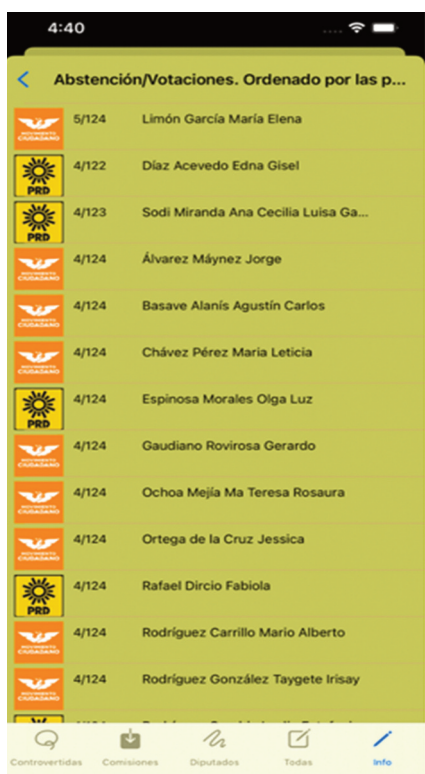 4:40
Abstención/Votaciones. Ordenado por las p...
MOVIMIENTO
CIUDADANO
5/124 Limón García María Elena
PRD
4/122 Díaz Acevedo Edna Gisel
PRD
4/123 Sodi Miranda Ana Cecilia Luisa Ga...
MOVIMIENTO
CIUDADANO
4/124 Álvarez Máynez Jorge
MOVIMIENTO
CIUDADANO
4/124 Basave Alanís Agustín Carlos
MOVIMIENTO
CIUDADANO
4/124 Chávez Pérez Maria Leticia
PRD
4/124 Espinosa Morales Olga Luz
MOVIMIENTO
CIUDADANO
4/124 Gaudiano Rovirosa Gerardo
MOVIMIENTO
CIUDADANO
4/124 Ochoa Mejía Ma Teresa Rosaura
MOVIMIENTO
CIUDADANO
4/124 Ortega de la Cruz Jessica
PRD
4/124 Rafael Dircio Fabiola
MOVIMIENTO
CIUDADANO
4/124 Rodríguez Carrillo Mario Alberto
MOVIMIENTO
CIUDADANO
4/124 Rodríguez González Taygete Irisay
Controvertidas Comisiones Diputados Todas Info